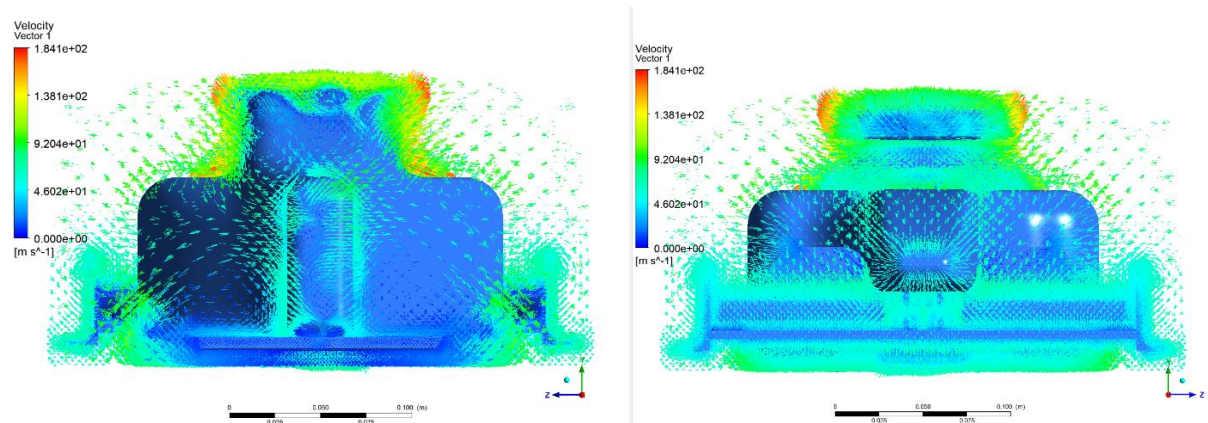 Velocity
Vector 1
1.841e+02
1.381e+02
9.204e+01
4.602e+01
0.000e+00
[m s^-1]
Y
Z
0 0.050 0.100 (m)
0.025 0.075
Velocity
Vector 1
1.841e+02
1.381e+02
9.204e+01
4.602e+01
0.000e+00
[m s^-1]
Y
Z
0 0.050 0.100 (m)
0.025 0.075